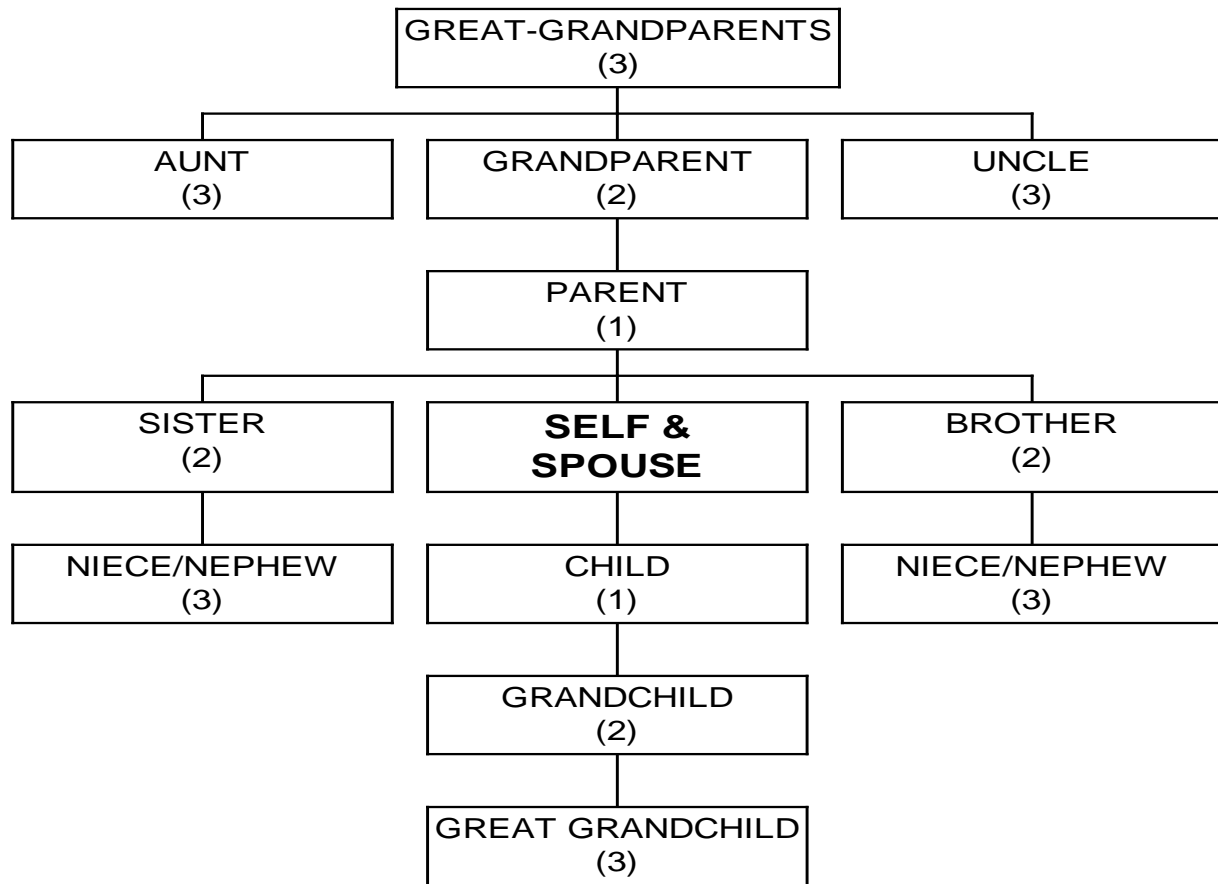 GREAT-GRANDPARENTS
(3)
AUNT
(3)
GRANDPARENT
(2)
UNCLE
(3)
PARENT
(1)
SISTER
(2)
SELF &
SPOUSE
BROTHER
(2)
NIECE/NEPHEW
(3)
CHILD
(1)
NIECE/NEPHEW
(3)
GRANDCHILD
(2)
GREAT GRANDCHILD
(3)